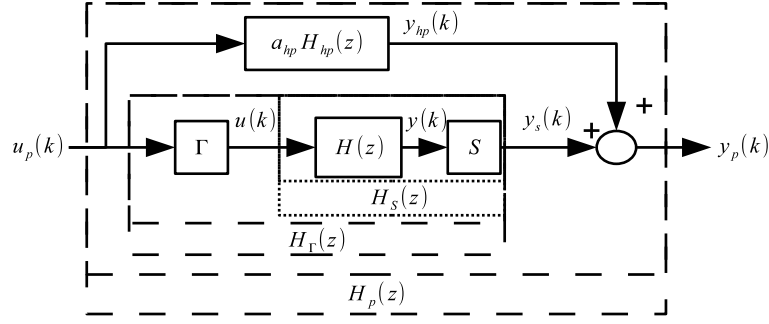 a_hp H_hp(z)
y_hp(k)
+
u_p(k)
Γ
u(k)
H(z)
y(k)
S
y_s(k)
+
y_p(k)
H_S(z)
H_Γ(z)
H_p(z)